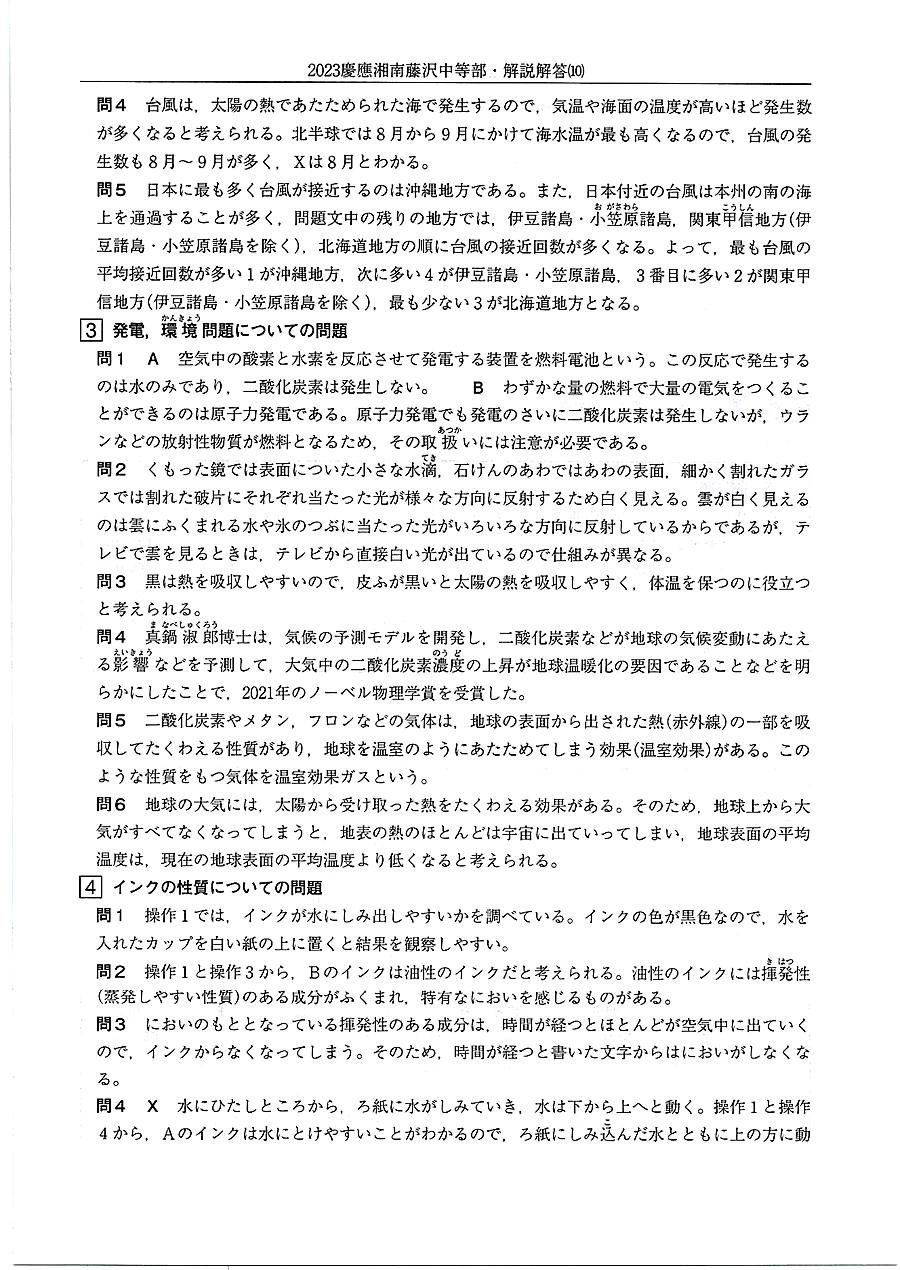 2023慶應湘南藤沢中等部・解説解答⑽
問4 台風は，太陽の熱であたためられた海で発生するので，気温や海面の温度が高いほど発生数
が多くなると考えられる。北半球では8月から9月にかけて海水温が最も高くなるので，台風の発
生数も8月〜9月が多く，Xは8月とわかる。
問5 日本に最も多く台風が接近するのは沖縄地方である。また，日本付近の台風は本州の南の海
おがさわら こうしん
上を通過することが多く，問題文中の残りの地方では，伊豆諸島・小笠原諸島，関東甲信地方(伊
豆諸島・小笠原諸島を除く)，北海道地方の順に台風の接近回数が多くなる。よって，最も台風の
平均接近回数が多い1が沖縄地方，次に多い4が伊豆諸島・小笠原諸島，3番目に多い2が関東甲
信地方(伊豆諸島・小笠原諸島を除く)，最も少ない3が北海道地方となる。
かんきょう
3 発電，環境問題についての問題
問1 A 空気中の酸素と水素を反応させて発電する装置を燃料電池という。この反応で発生する
のは水のみであり，二酸化炭素は発生しない。 B わずかな量の燃料で大量の電気をつくるこ
とができるのは原子力発電である。原子力発電でも発電のさいに二酸化炭素は発生しないが，ウラ
あつか
ンなどの放射性物質が燃料となるため，その取扱いには注意が必要である。
てき
問2 くもった鏡では表面についた小さな水滴，石けんのあわではあわの表面，細かく割れたガラ
スでは割れた破片にそれぞれ当たった光が様々な方向に反射するため白く見える。雲が白く見える
のは雲にふくまれる水や氷のつぶに当たった光がいろいろな方向に反射しているからであるが，テ
レビで雲を見るときは，テレビから直接白い光が出ているので仕組みが異なる。
問3 黒は熱を吸収しやすいので，皮ふが黒いと太陽の熱を吸収しやすく，体温を保つのに役立つ
と考えられる。
まなべしゅくろう
問4 真鍋淑郎博士は，気候の予測モデルを開発し，二酸化炭素などが地球の気候変動にあたえ
えいきょう のうど
る影響などを予測して，大気中の二酸化炭素濃度の上昇が地球温暖化の要因であることなどを明
らかにしたことで，2021年のノーベル物理学賞を受賞した。
問5 二酸化炭素やメタン，フロンなどの気体は，地球の表面から出された熱(赤外線)の一部を吸
収してたくわえる性質があり，地球を温室のようにあたためてしまう効果(温室効果)がある。この
ような性質をもつ気体を温室効果ガスという。
問6 地球の大気には，太陽から受け取った熱をたくわえる効果がある。そのため，地球上から大
気がすべてなくなってしまうと，地表の熱のほとんどは宇宙に出ていってしまい，地球表面の平均
温度は，現在の地球表面の平均温度より低くなると考えられる。
4 インクの性質についての問題
問1 操作1では，インクが水にしみ出しやすいかを調べている。インクの色が黒色なので，水を
入れたカップを白い紙の上に置くと結果を観察しやすい。
きはつ
問2 操作1と操作3から，Bのインクは油性のインクだと考えられる。油性のインクには揮発性
(蒸発しやすい性質)のある成分がふくまれ，特有なにおいを感じるものがある。
問3 においのもととなっている揮発性のある成分は，時間が経つとほとんどが空気中に出ていく
ので，インクからなくなってしまう。そのため，時間が経つと書いた文字からはにおいがしなくな
る。
問4 X 水にひたしところから，ろ紙に水がしみていき，水は下から上へと動く。操作1と操作
こ
4から，Aのインクは水にとけやすいことがわかるので，ろ紙にしみ込んだ水とともに上の方に動